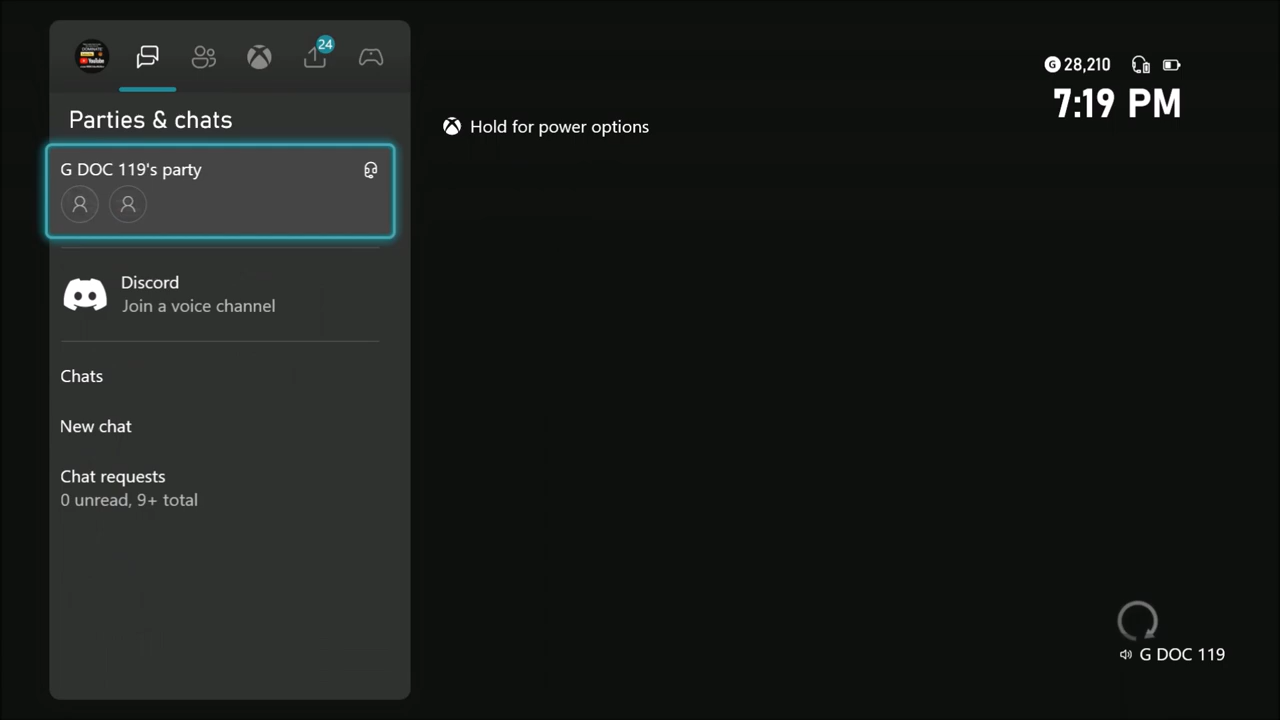 24
Parties & chats
G DOC 119's party
Discord
Join a voice channel
Chats
New chat
Chat requests
0 unread, 9+ total
Hold for power options
G 28,210
7:19 PM
G DOC 119